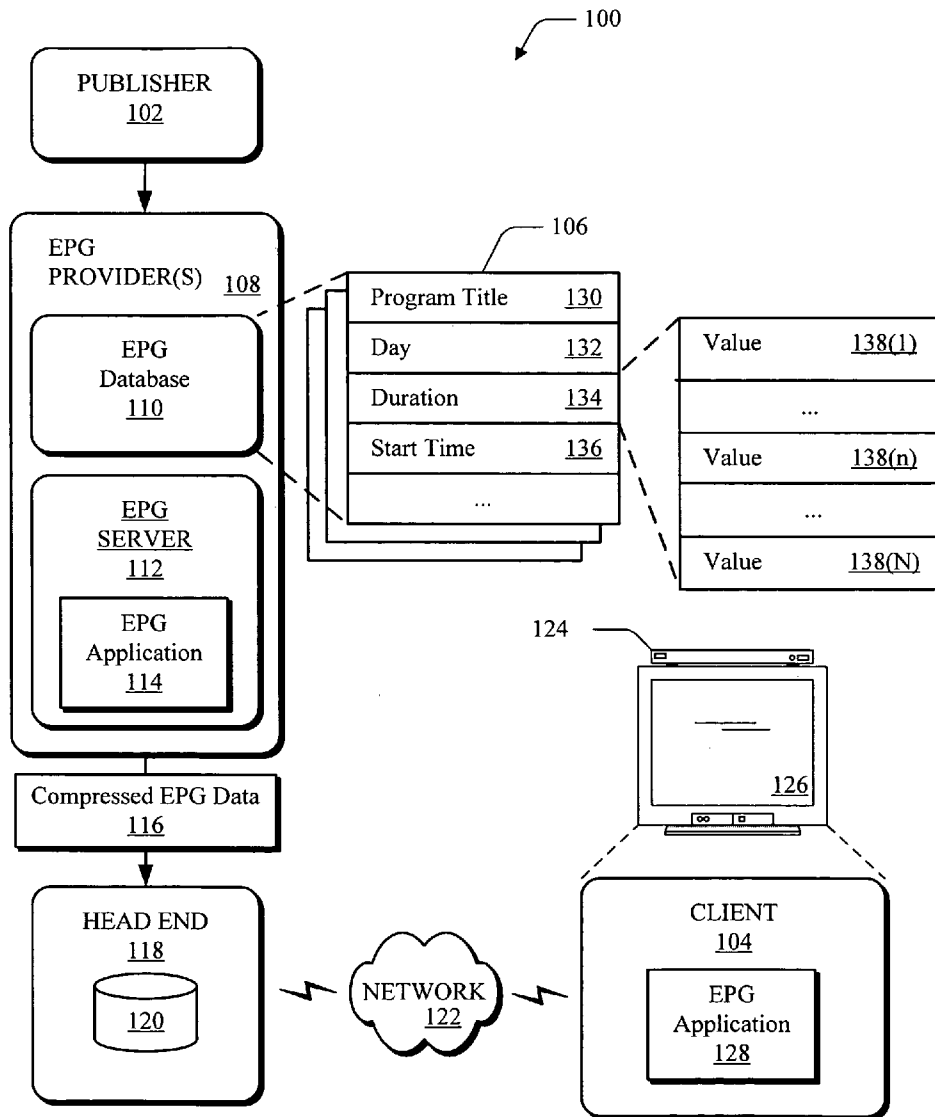 100
PUBLISHER
102
EPG
PROVIDER(S)
108
EPG
Database
110
EPG
SERVER
112
EPG
Application
114
106
Program Title 130
Day 132
Duration 134
Start Time 136
...
Value 138(1)
...
Value 138(n)
...
Value 138(N)
Compressed EPG Data
116
124
126
HEAD END
118
120
NETWORK
122
CLIENT
104
EPG
Application
128